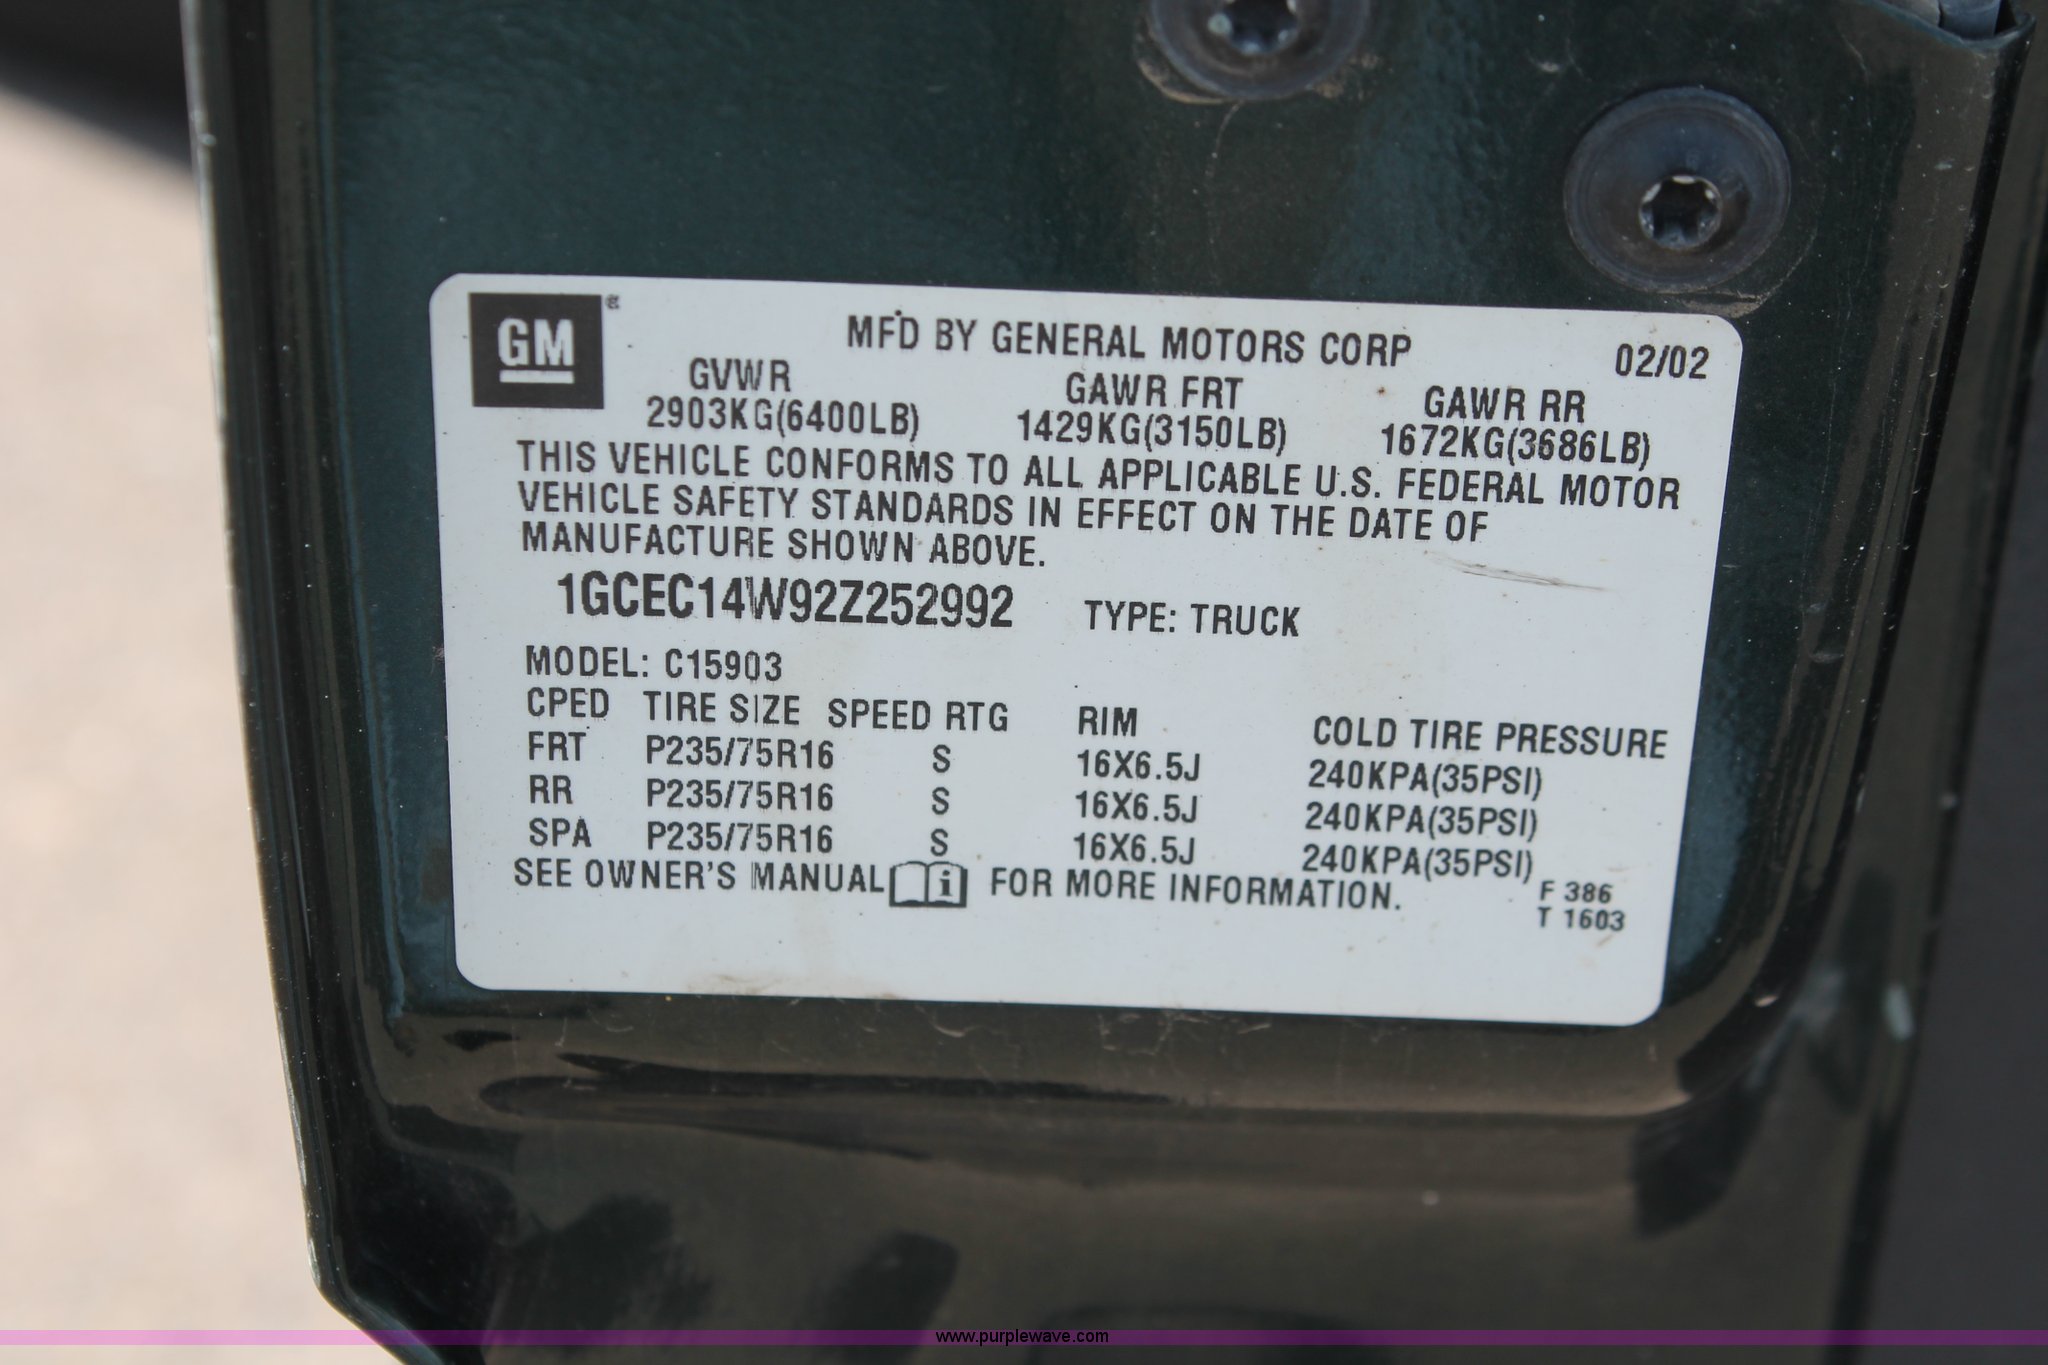 GM
MFD BY GENERAL MOTORS CORP 02/02
GVWR GAWR FRT GAWR RR
2903KG(6400LB) 1429KG(3150LB) 1672KG(3686LB)
THIS VEHICLE CONFORMS TO ALL APPLICABLE U.S. FEDERAL MOTOR
VEHICLE SAFETY STANDARDS IN EFFECT ON THE DATE OF
MANUFACTURE SHOWN ABOVE.
1GCEC14W92Z252992 TYPE: TRUCK
MODEL: C15903
CPED TIRE SIZE SPEED RTG RIM COLD TIRE PRESSURE
FRT P235/75R16 S 16X6.5J 240KPA(35PSI)
RR P235/75R16 S 16X6.5J 240KPA(35PSI)
SPA P235/75R16 S 16X6.5J 240KPA(35PSI)
SEE OWNER'S MANUAL i FOR MORE INFORMATION.
F 386
T 1603
www.purplewave.com